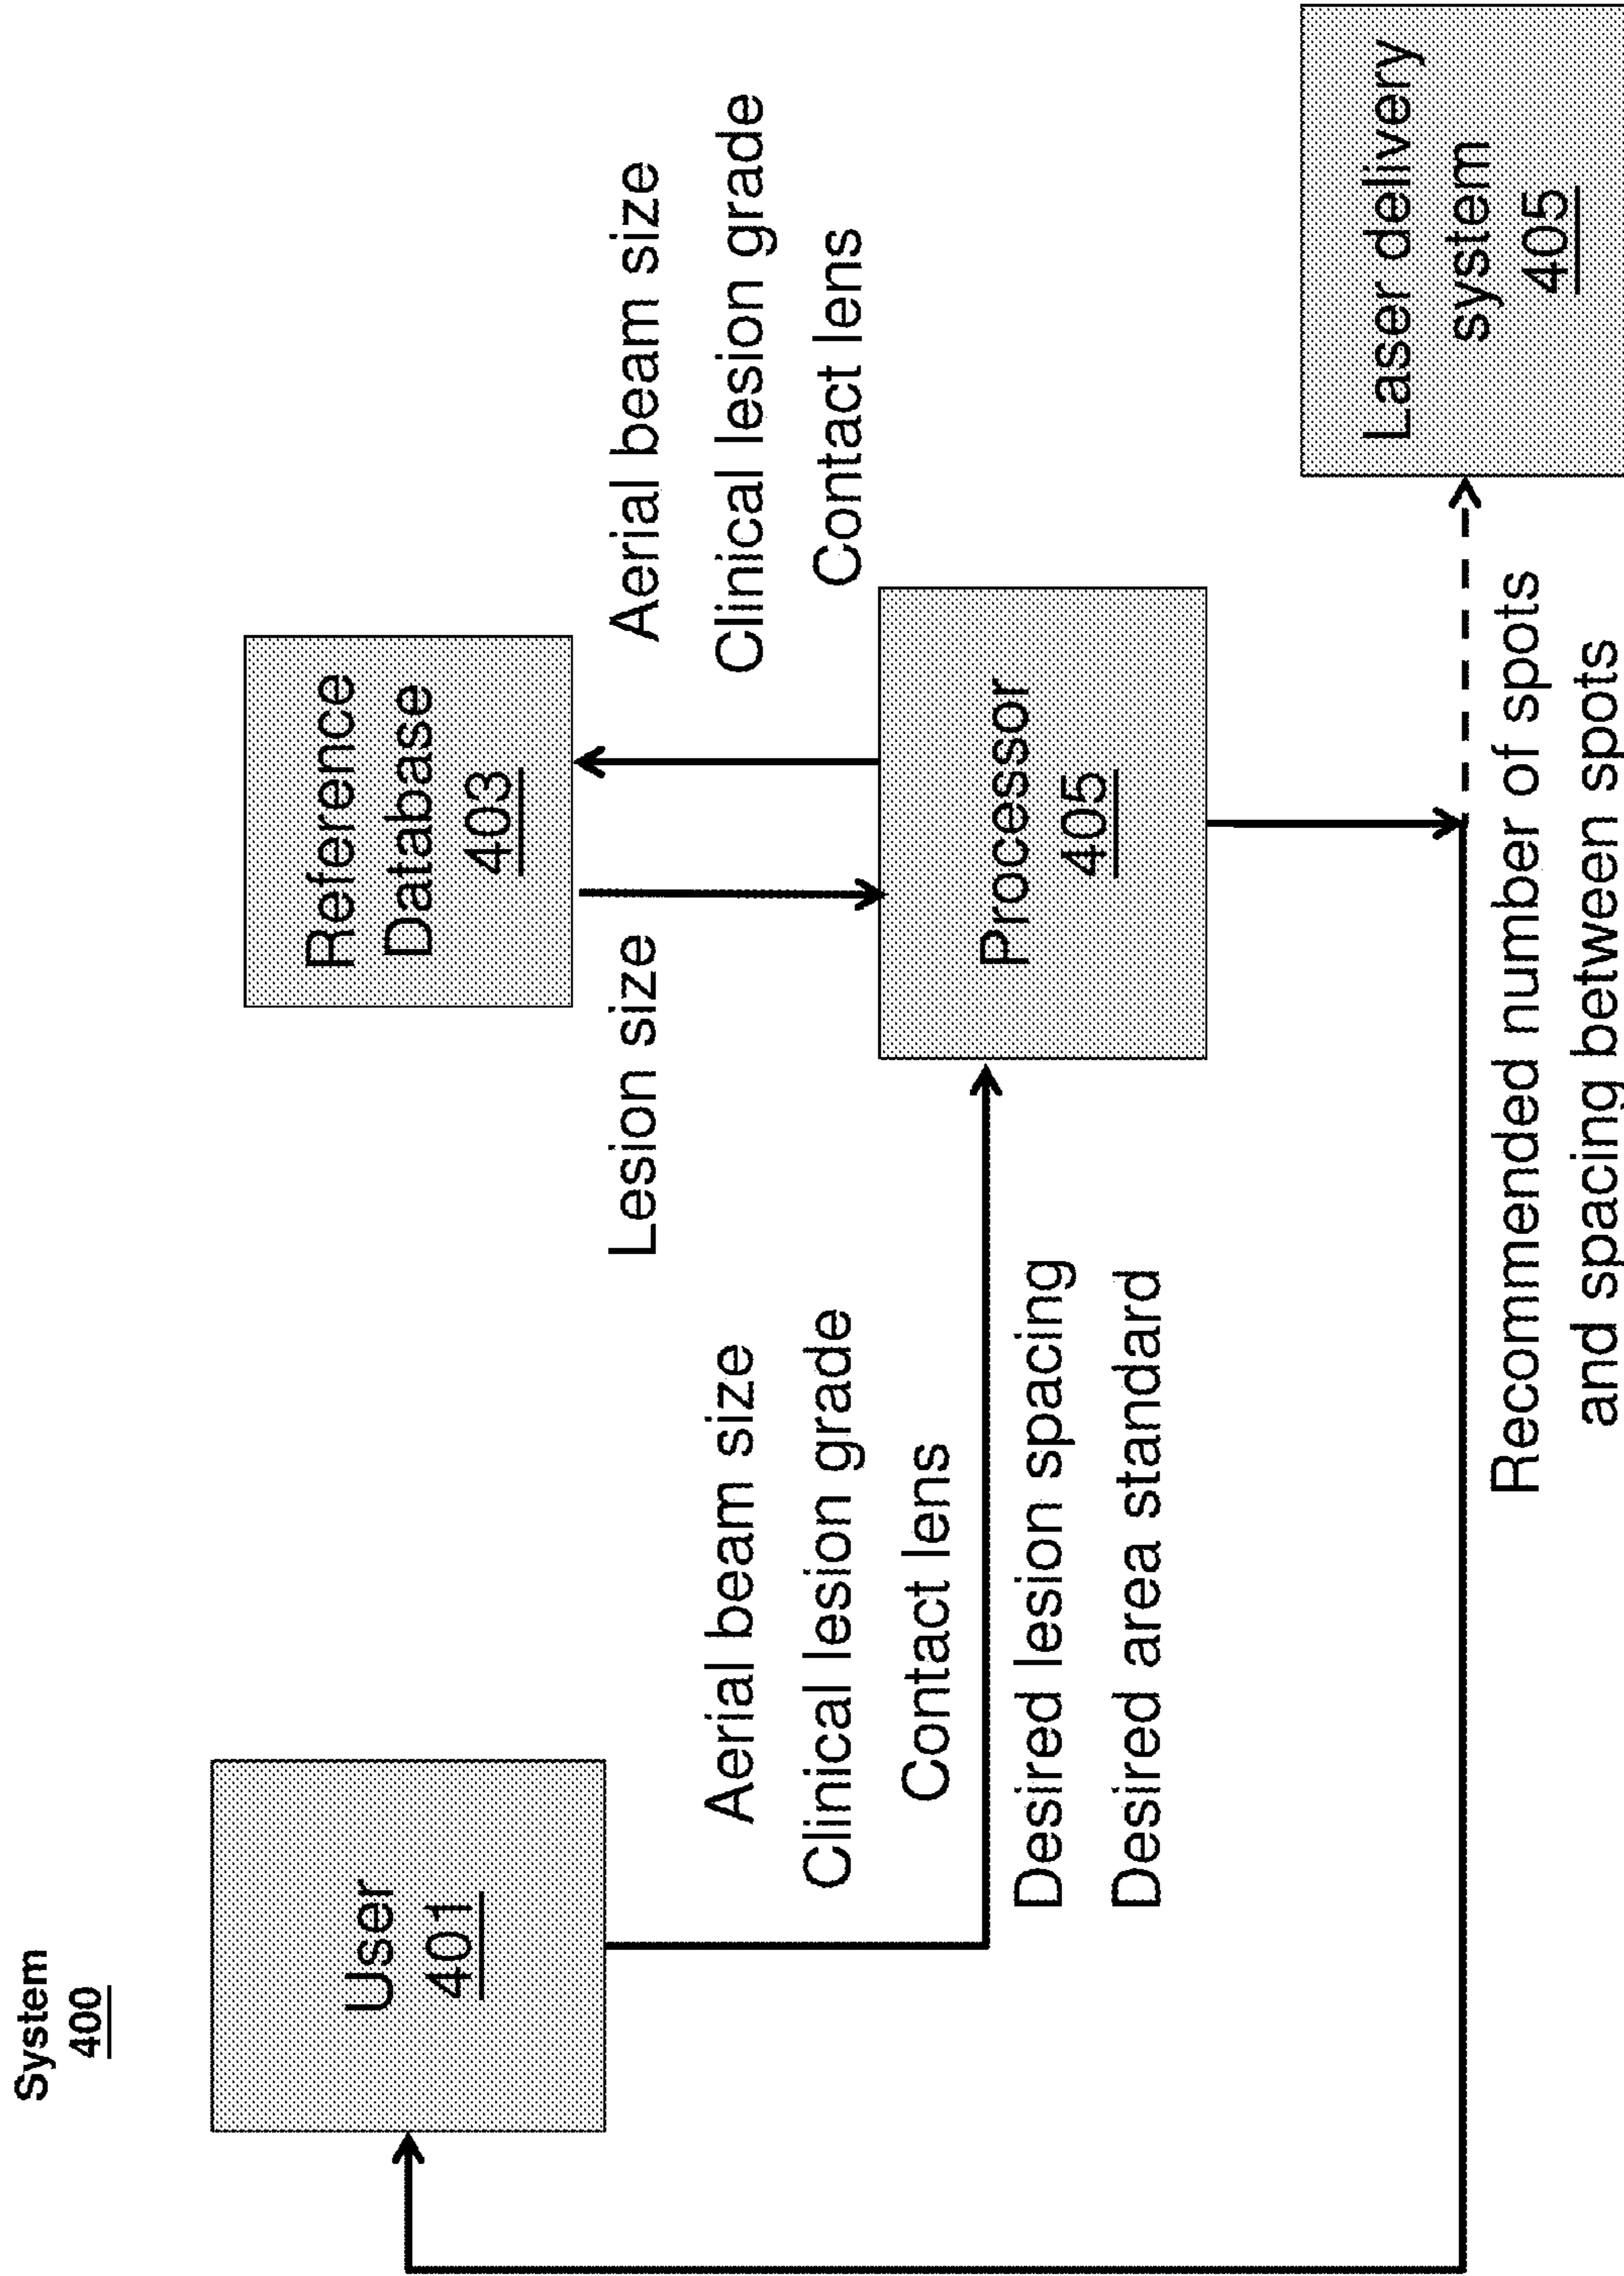 System
400
User
401
Aerial beam size
Clinical lesion grade
Contact lens
Desired lesion spacing
Desired area standard
Reference
Database
403
Lesion size
Aerial beam size
Clinical lesion grade
Contact lens
Processor
405
Recommended number of spots
and spacing between spots
Laser delivery
system
405